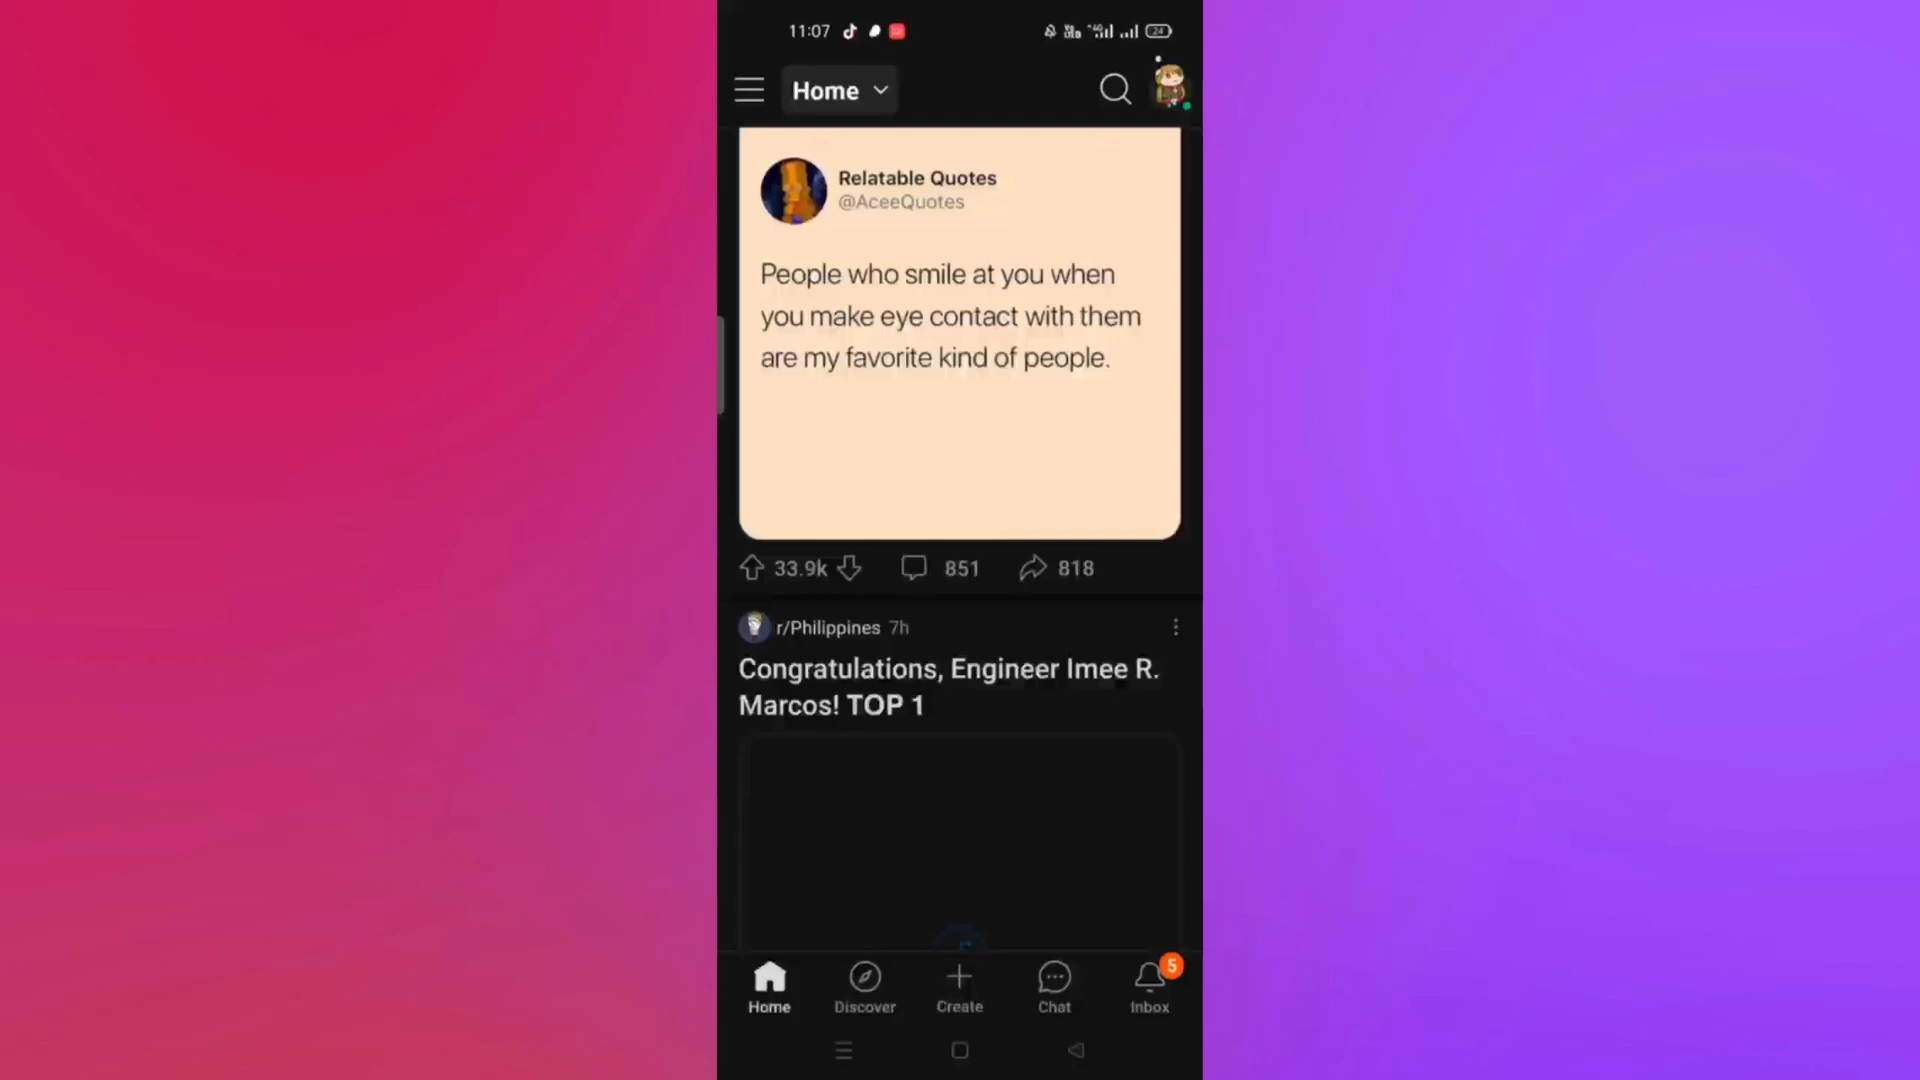 11:07
24
Home
Relatable Quotes
@AceeQuotes
People who smile at you when
you make eye contact with them
are my favorite kind of people.
33.9k 851 818
r/Philippines 7h
Congratulations, Engineer Imee R.
Marcos! TOP 1
5
Home Discover Create Chat Inbox